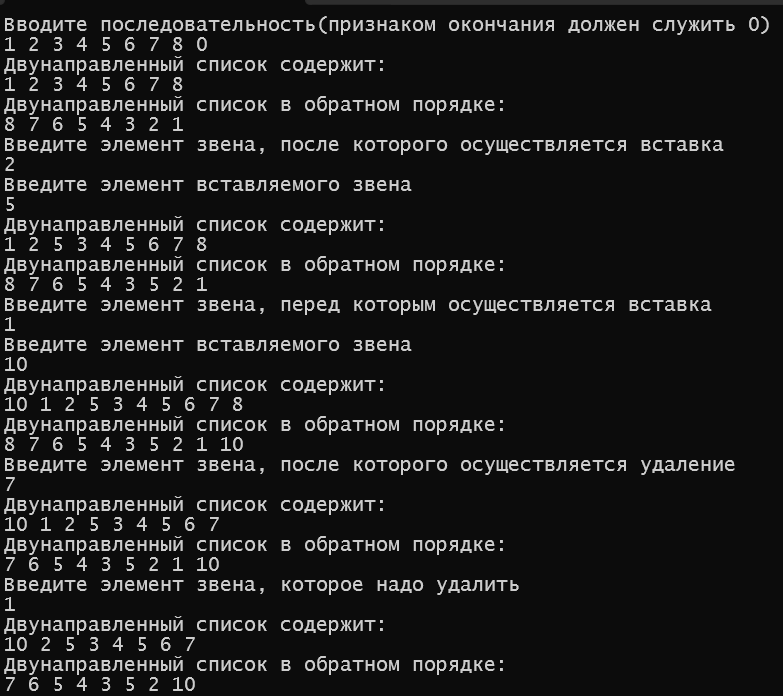 Вводите последовательность(признаком окончания должен служить 0)
1 2 3 4 5 6 7 8 0
Двунаправленный список содержит:
1 2 3 4 5 6 7 8
Двунаправленный список в обратном порядке:
8 7 6 5 4 3 2 1
Введите элемент звена, после которого осуществляется вставка
2
Введите элемент вставляемого звена
5
Двунаправленный список содержит:
1 2 5 3 4 5 6 7 8
Двунаправленный список в обратном порядке:
8 7 6 5 4 3 5 2 1
Введите элемент звена, перед которым осуществляется вставка
1
Введите элемент вставляемого звена
10
Двунаправленный список содержит:
10 1 2 5 3 4 5 6 7 8
Двунаправленный список в обратном порядке:
8 7 6 5 4 3 5 2 1 10
Введите элемент звена, после которого осуществляется удаление
7
Двунаправленный список содержит:
10 1 2 5 3 4 5 6 7
Двунаправленный список в обратном порядке:
7 6 5 4 3 5 2 1 10
Введите элемент звена, которое надо удалить
1
Двунаправленный список содержит:
10 2 5 3 4 5 6 7
Двунаправленный список в обратном порядке:
7 6 5 4 3 5 2 10